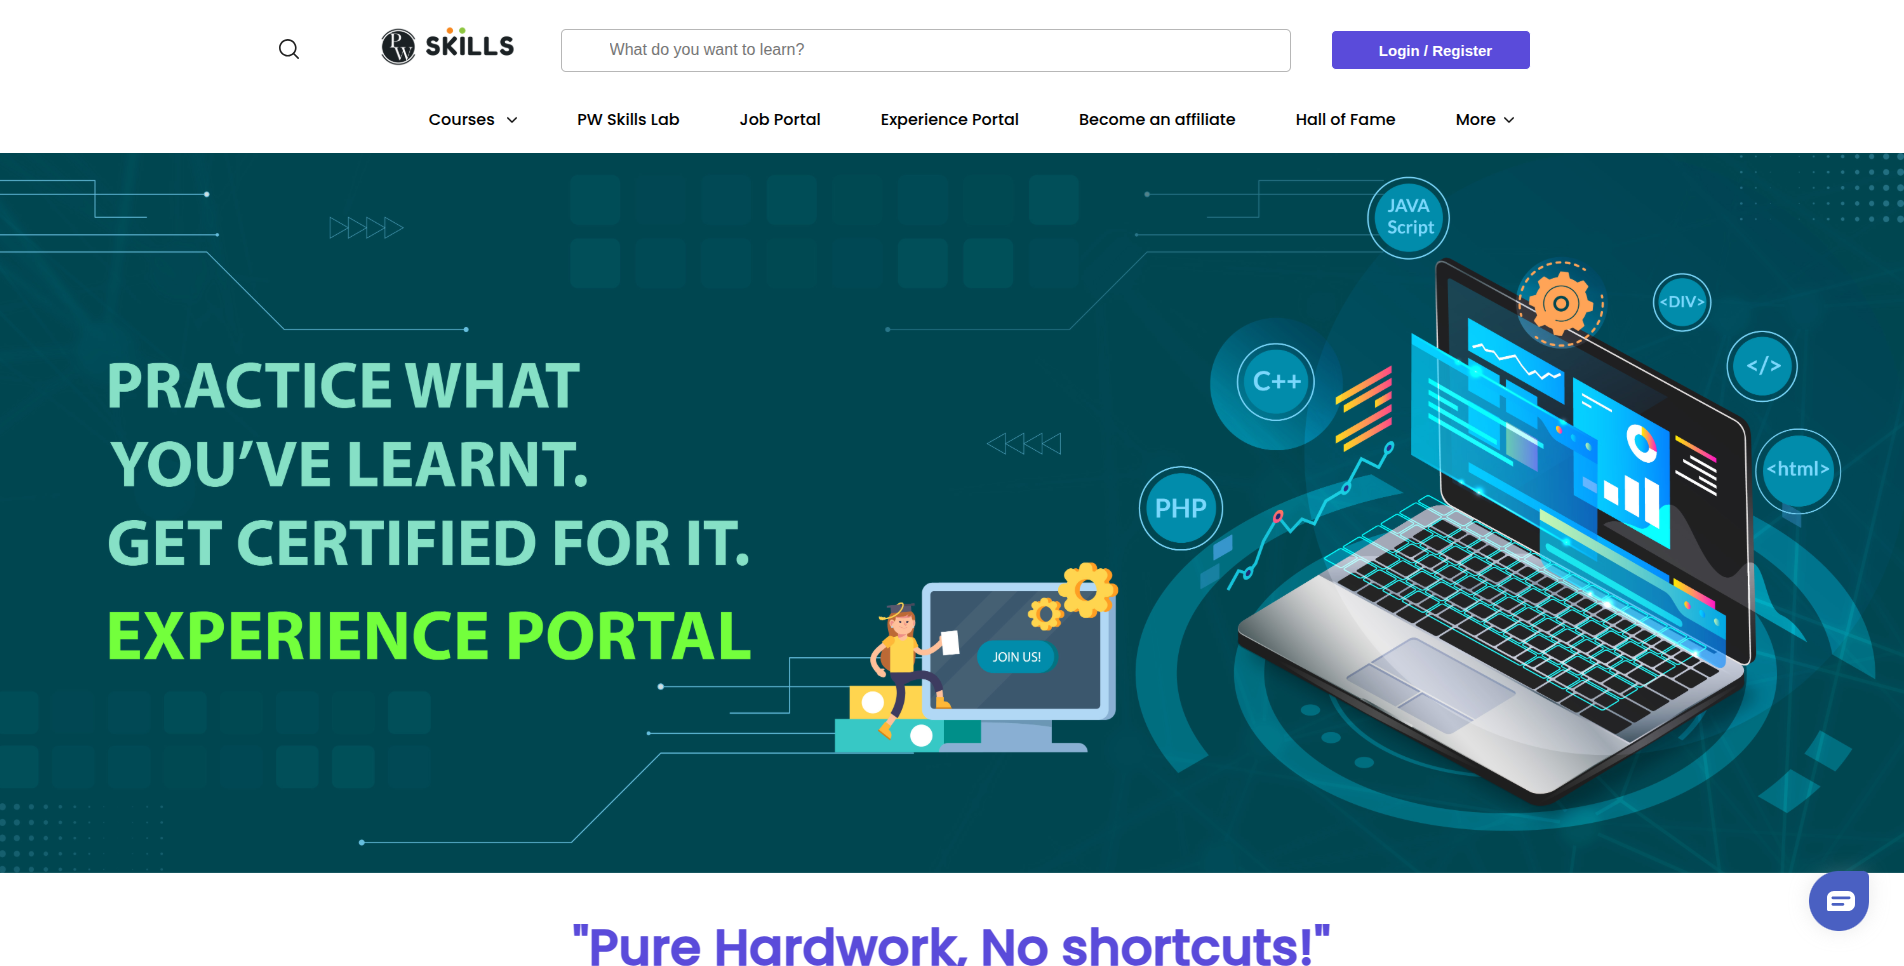 PW SKILLS
What do you want to learn?
Login / Register
Courses
PW Skills Lab
Job Portal
Experience Portal
Become an affiliate
Hall of Fame
More
JAVA
Script
<DIV>
</>
C++
<html>
PHP
PRACTICE WHAT
YOU’VE LEARNT.
GET CERTIFIED FOR IT.
EXPERIENCE PORTAL
JOIN US!
"Pure Hardwork, No shortcuts!"